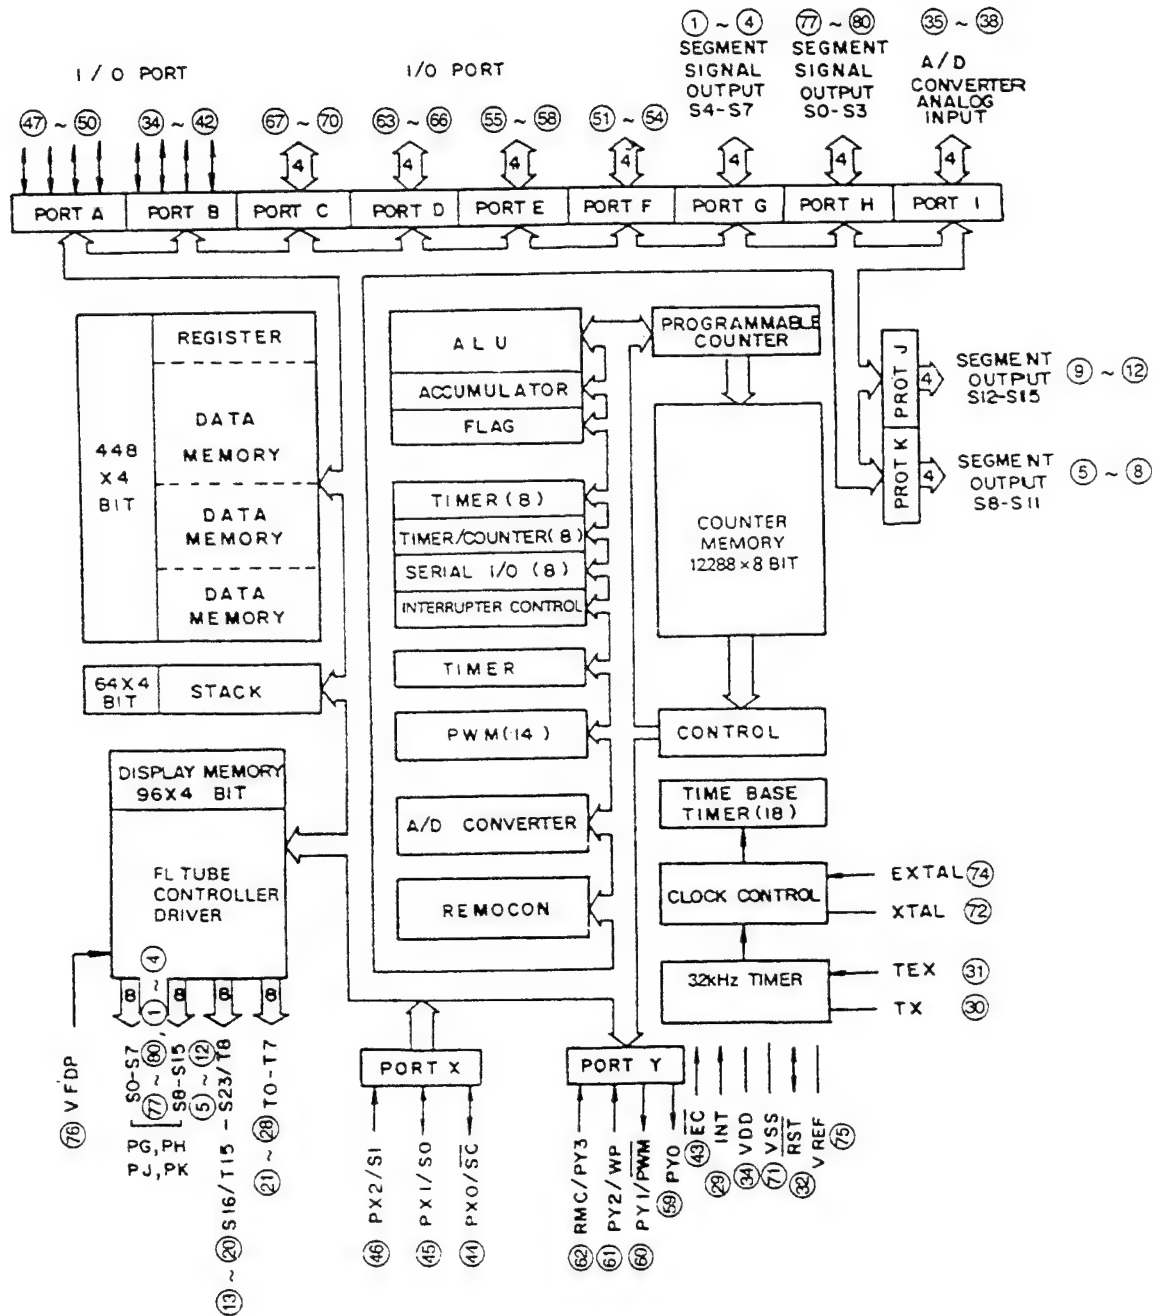 ① ~ ④
SEGMENT
SIGNAL
OUTPUT
S4-S7
⑦⑦ ~ ⑧⓪
SEGMENT
SIGNAL
OUTPUT
S0-S3
㉟ ~ ㊳
A/D
CONVERTER
ANALOG
INPUT
I/O PORT
I/O PORT
㊼ ~ ㊿
㉞ ~ ㊷
67 ~ 70
63 ~ 66
55 ~ 58
51 ~ 54
4 4 4 4 4 4 4
PORT A PORT B PORT C PORT D PORT E PORT F PORT G PORT H PORT I
448
X4
BIT
REGISTER
DATA
MEMORY
DATA
MEMORY
DATA
MEMORY
64X4
BIT
STACK
DISPLAY MEMORY
96X4 BIT
FL TUBE
CONTROLLER
DRIVER
ALU
ACCUMULATOR
FLAG
TIMER(8)
TIMER/COUNTER(8)
SERIAL I/O (8)
INTERRUPTER CONTROL
TIMER
PWM(14)
A/D CONVERTER
REMOCON
PROGRAMMABLE
COUNTER
COUNTER
MEMORY
12288×8 BIT
CONTROL
TIME BASE
TIMER(18)
CLOCK CONTROL
32kHz TIMER
PROT J
4
SEGMENT
OUTPUT
S12-S15
⑨ ~ ⑫
PROT K
4
SEGMENT
OUTPUT
S8-S11
⑤ ~ ⑧
EXTAL 74
XTAL 72
TEX ㉛
TX ㉚
8 8 8 8
76 VFDP
S0-S7
77 ~ 80, ① ~ ④
S8-S15
⑤ ~ ⑫
PG,PH
PJ,PK
⑬ ~ ⑳ S16/T15 - S23/T8
㉑ ~ ㉘ T0-T7
PORT X
㊻ PX2/SI
㊺ PX1/SO
㊹ PX0/SC
PORT Y
62 RMC/PY3
61 PY2/WP
60 PY1/PWM
59 PY0
㊸ EC
㉙ INT
㉞ VDD
71 VSS
㉜ RST
VREF 75